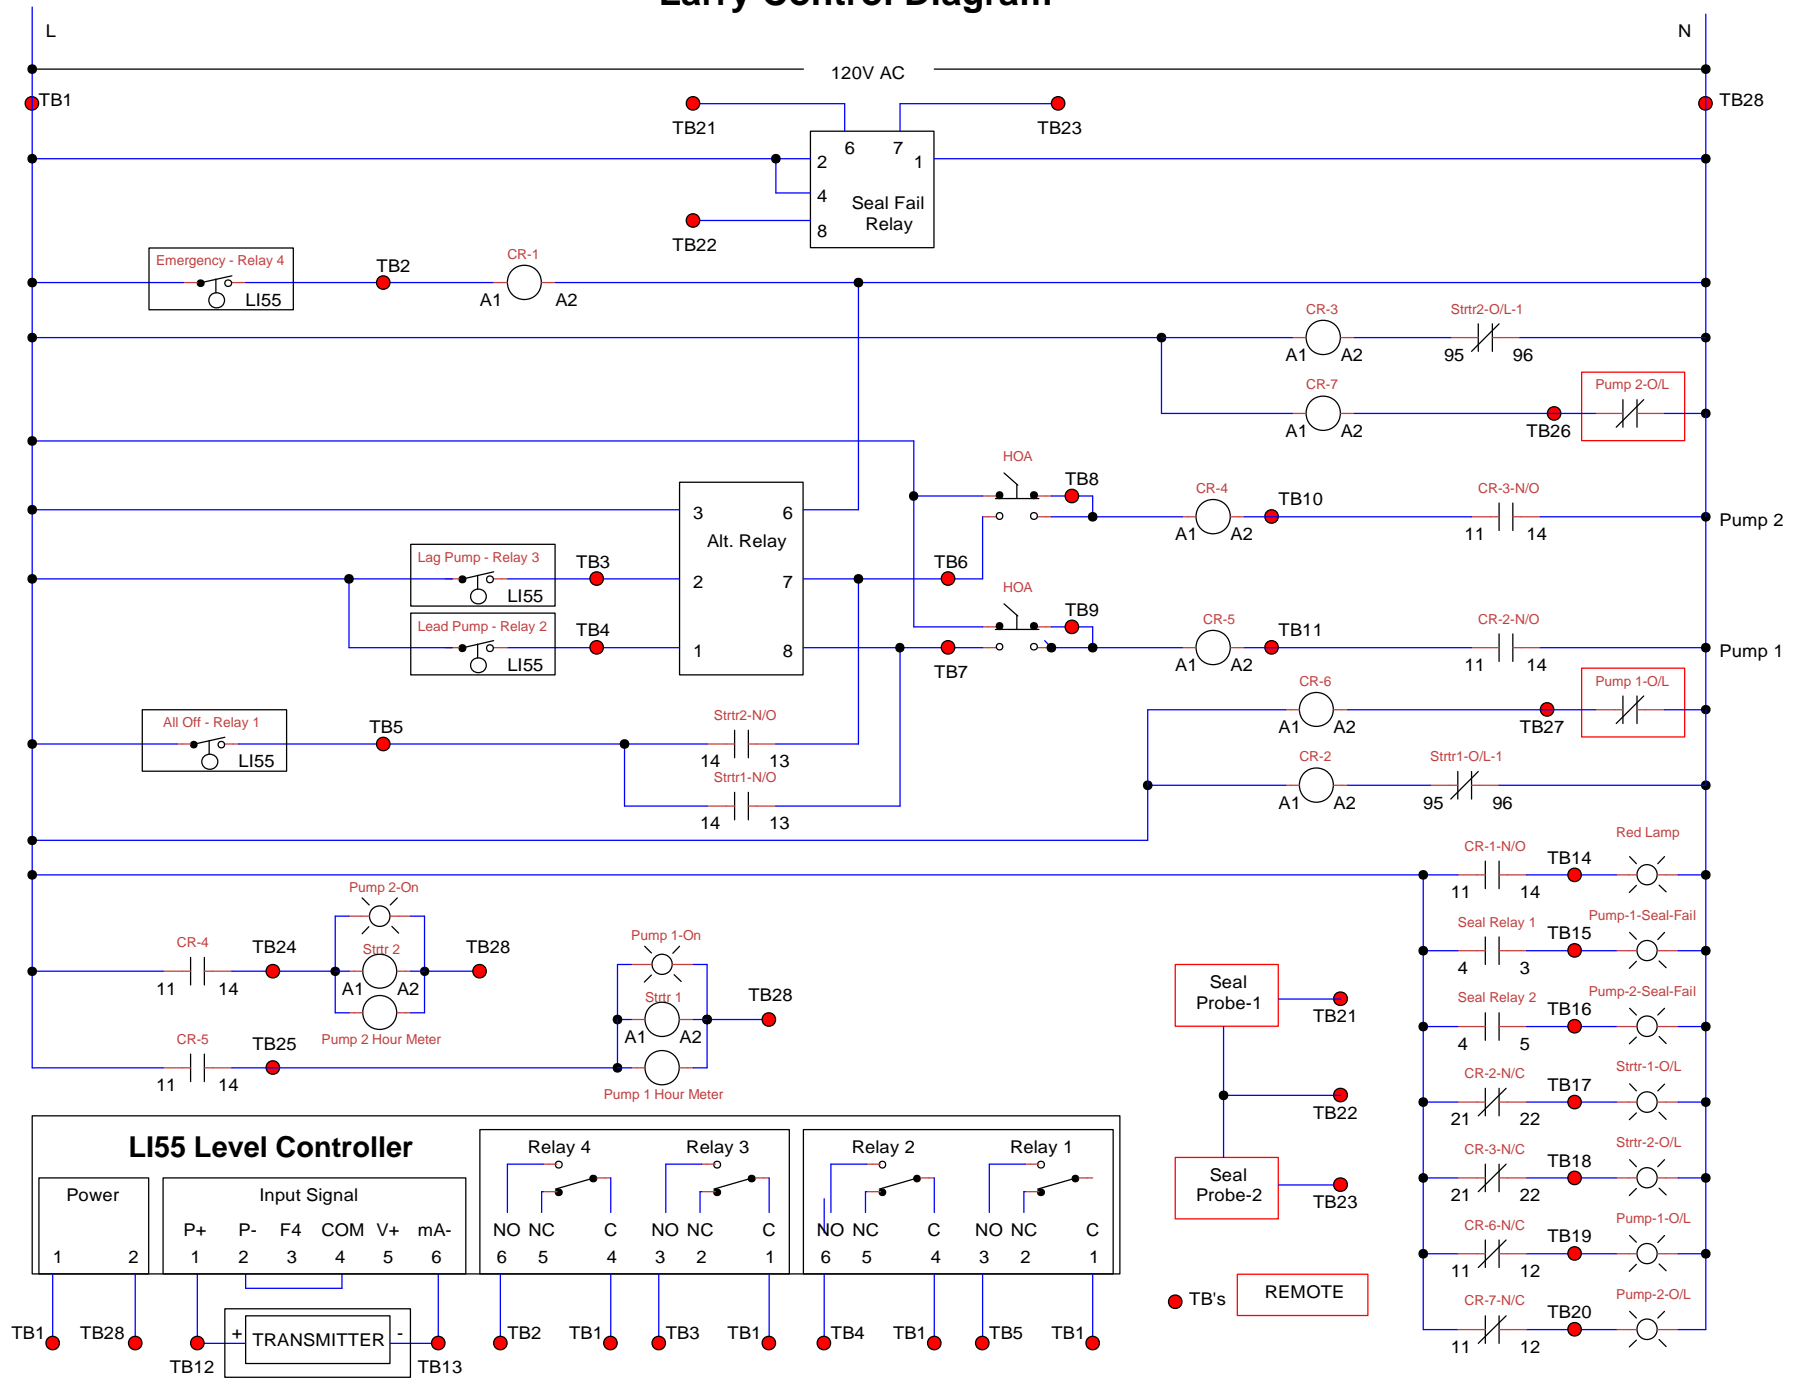 Larry Control Diagram
L
N
120V AC
TB1
TB28
TB21
TB23
6 7
2 1
4
Seal Fail
Relay
8
TB22
Emergency - Relay 4
LI55
TB2
CR-1
A1 A2
CR-3
A1 A2
Strtr2-O/L-1
95 96
CR-7
A1 A2
TB26
Pump 2-O/L
HOA
TB8
CR-4
A1 A2
TB10
CR-3-N/O
11 14
Pump 2
3 6
Alt. Relay
2 7
1 8
Lag Pump - Relay 3
LI55
TB3
TB6
Lead Pump - Relay 2
LI55
TB4
HOA
TB9
TB7
CR-5
A1 A2
TB11
CR-2-N/O
11 14
Pump 1
CR-6
A1 A2
TB27
Pump 1-O/L
All Off - Relay 1
LI55
TB5
Strtr2-N/O
14 13
Strtr1-N/O
14 13
CR-2
A1 A2
Strtr1-O/L-1
95 96
CR-1-N/O
11 14
TB14
Red Lamp
Seal Relay 1
4 3
TB15
Pump-1-Seal-Fail
Seal Relay 2
4 5
TB16
Pump-2-Seal-Fail
CR-2-N/C
21 22
TB17
Strtr-1-O/L
CR-3-N/C
21 22
TB18
Strtr-2-O/L
CR-6-N/C
11 12
TB19
Pump-1-O/L
CR-7-N/C
11 12
TB20
Pump-2-O/L
CR-4
11 14
TB24
Pump 2-On
Strtr 2
A1 A2
Pump 2 Hour Meter
TB28
CR-5
11 14
TB25
Pump 1-On
Strtr 1
A1 A2
Pump 1 Hour Meter
TB28
Seal
Probe-1
TB21
TB22
Seal
Probe-2
TB23
TB's
REMOTE
LI55 Level Controller
Power
1 2
Input Signal
P+ P- F4 COM V+ mA-
1 2 3 4 5 6
Relay 4
NO NC C
6 5 4
Relay 3
NO NC C
3 2 1
Relay 2
NO NC C
6 5 4
Relay 1
NO NC C
3 2 1
TB1 TB28
+ TRANSMITTER -
TB12 TB13
TB2 TB1 TB3 TB1 TB4 TB1 TB5 TB1